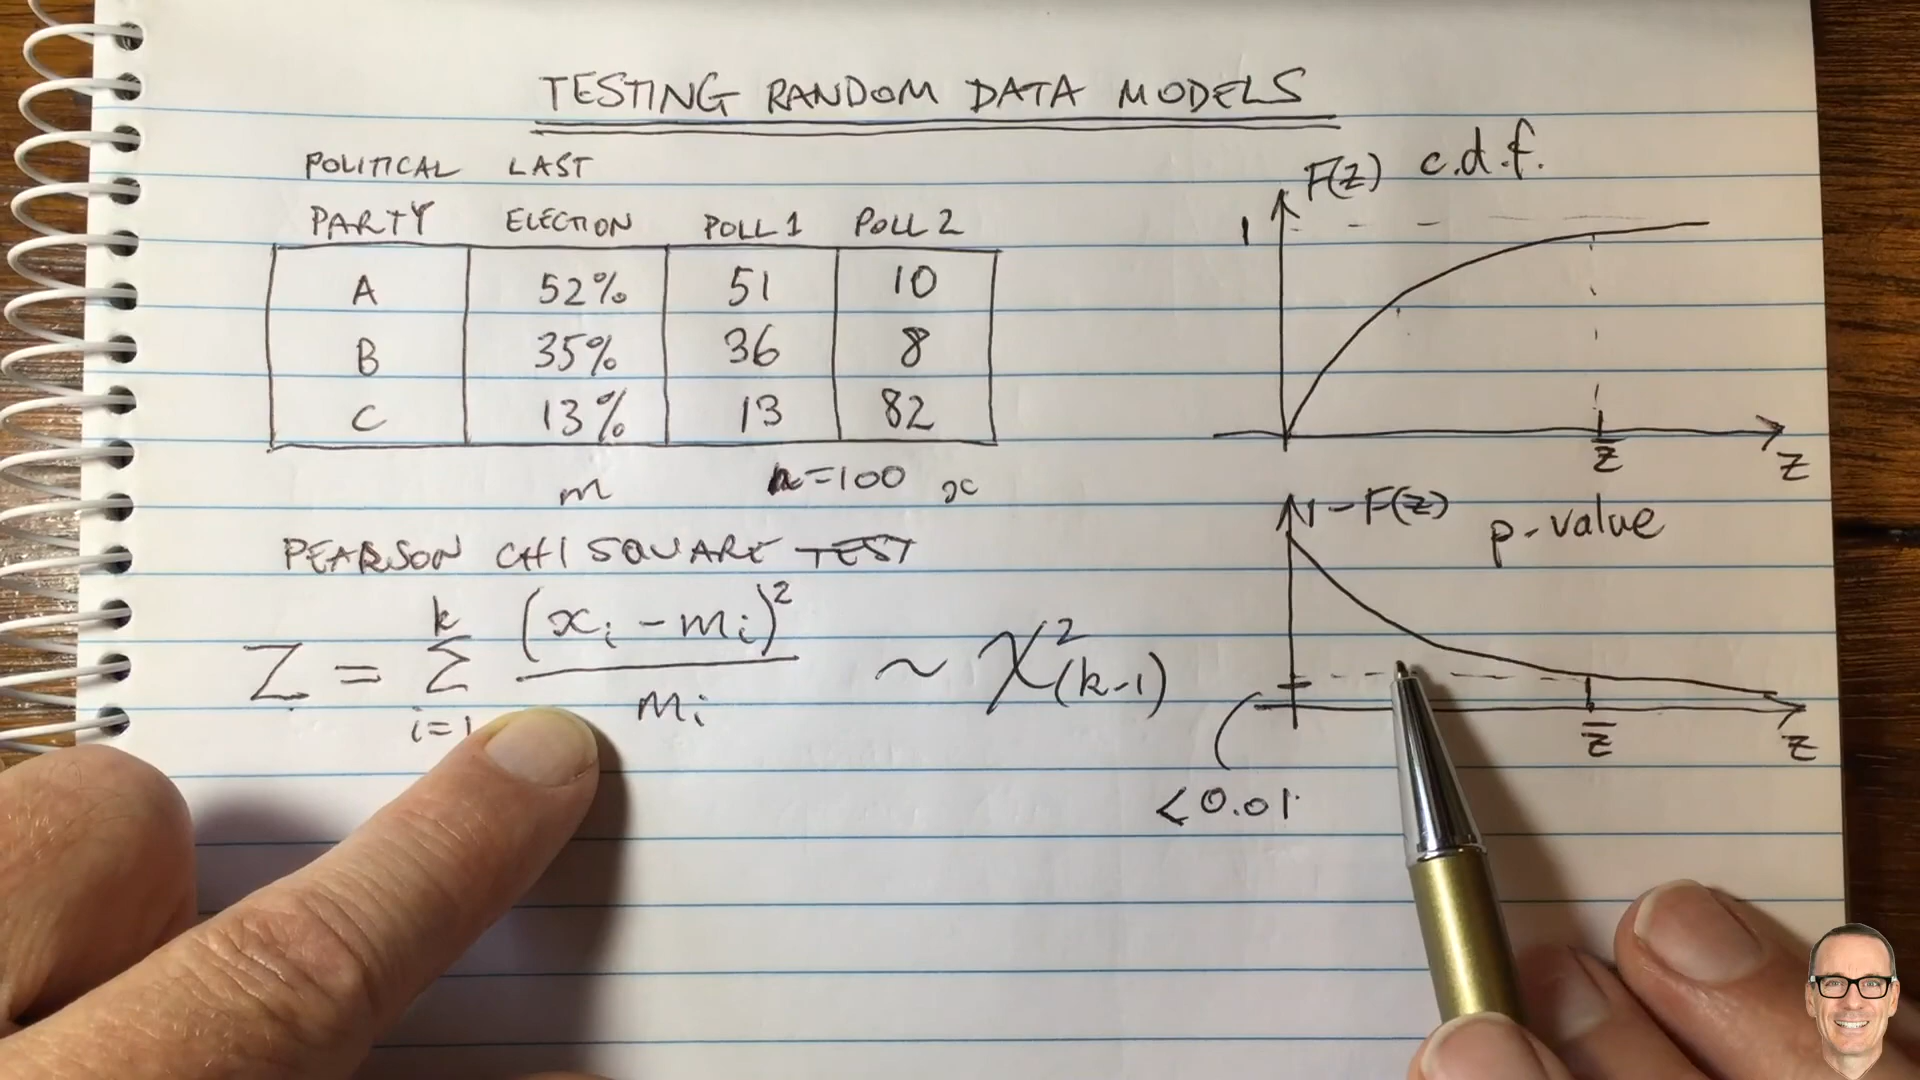 TESTING RANDOM DATA MODELS
POLITICAL LAST
PARTY ELECTION POLL 1 POLL 2
A 52% 51 10
B 35% 36 8
C 13% 13 82
m n=100 x
PEARSON CHI SQUARE TEST
Z = k Σ i=1 (xi - mi)² / mi ~ χ²(k-1)
F(z) c.d.f.
1
z z
1-F(z) p-value
z z
<0.01